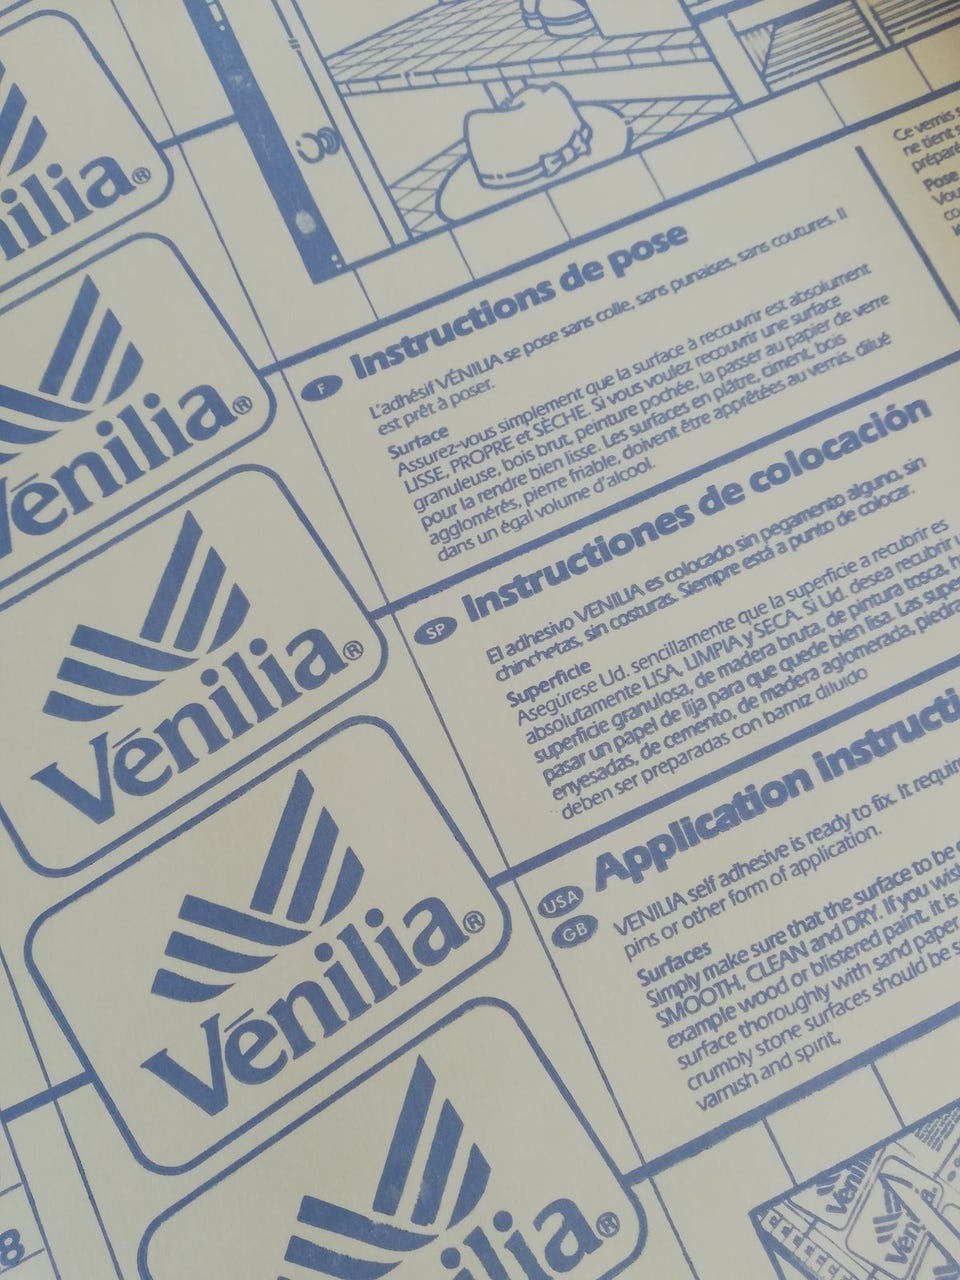 nilia®
Vénilia®
Vénilia®
Vénilia®
ilia®
8
F
Instructions de pose
L'adhésif VÉNILIA se pose sans colle, sans punaises, sans coutures. Il
est prêt à poser.
Surface
Assurez-vous simplement que la surface à recouvrir est absolument
LISSE, PROPRE et SÈCHE. Si vous voulez recouvrir une surface
granuleuse, bois brut, peinture pochée, la passer au papier de verre
pour la rendre bien lisse. Les surfaces en plâtre, ciment, bois
agglomérés, pierre friable, doivent être apprêtées au vernis, dilué
dans un égal volume d'alcool.
Ce vernis
ne tient
préparé
Pose
Vous
SP
Instructiones de colocación
El adhesivo VENILIA es colocado sin pegamento alguno, sin
chinchetas, sin costuras. Siempre está a punto de colocar.
Superficie
Asegúrese Ud. sencillamente que la superficie a recubrir es
absolutamente LISA, LIMPIA y SECA. Si Ud. desea recubrir
superficie granulosa, de madera bruta, de pintura tosca,
pasar un papel de lija para que quede bien lisa. Las
enyesadas, de cemento, de madera aglomerada,
deben ser preparadas con barniz diluido
USA
GB
Application instructi
VENILIA self adhesive is ready to fix. It
pins or other form of application.
Surfaces
Simply make sure that the surface to be
SMOOTH, CLEAN and DRY. If you
example wood or blistered paint, it is
surface thoroughly with sand paper
crumbly stone surfaces should be
varnish and spirit,